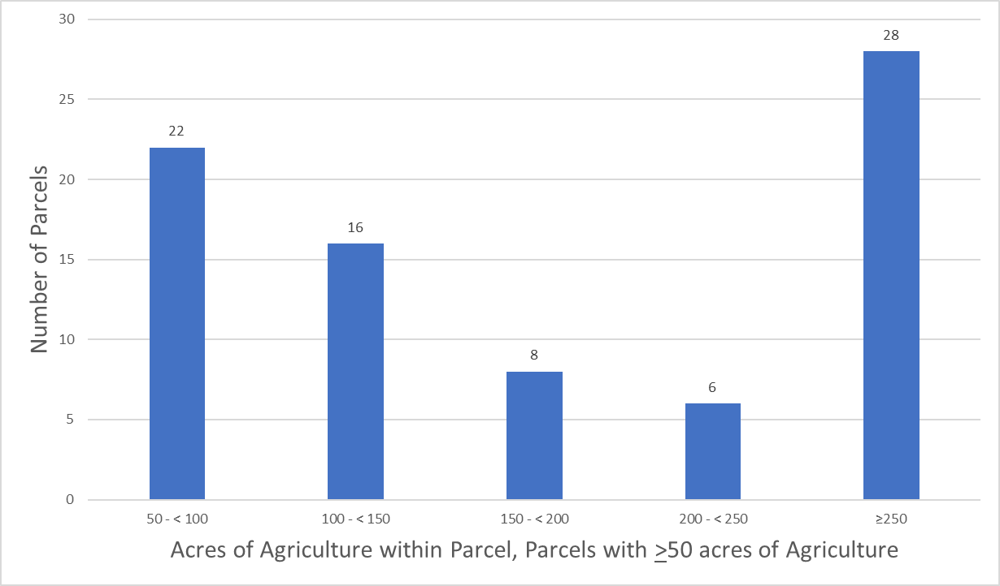 30
25
20
15
10
5
0
Number of Parcels
22
16
8
6
28
50 - < 100
100 - < 150
150 - < 200
200 - < 250
≥250
Acres of Agriculture within Parcel, Parcels with >50 acres of Agriculture